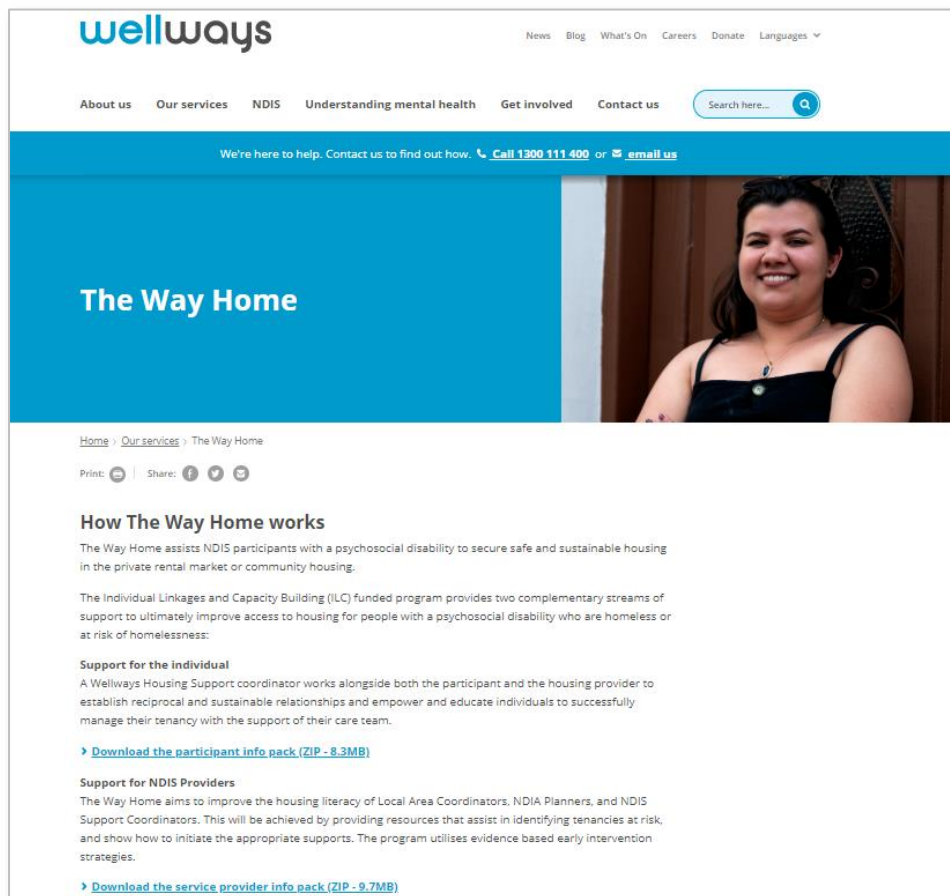 wellways
News Blog What's On Careers Donate Languages
About us Our services NDIS Understanding mental health Get involved Contact us Search here...
We're here to help. Contact us to find out how. Call 1300 111 400 or email us
The Way Home
Home > Our services > The Way Home
Print: Share:
How The Way Home works
The Way Home assists NDIS participants with a psychosocial disability to secure safe and sustainable housing
in the private rental market or community housing.
The Individual Linkages and Capacity Building (ILC) funded program provides two complementary streams of
support to ultimately improve access to housing for people with a psychosocial disability who are homeless or
at risk of homelessness:
Support for the individual
A Wellways Housing Support coordinator works alongside both the participant and the housing provider to
establish reciprocal and sustainable relationships and empower and educate individuals to successfully
manage their tenancy with the support of their care team.
> Download the participant info pack (ZIP - 8.3MB)
Support for NDIS Providers
The Way Home aims to improve the housing literacy of Local Area Coordinators, NDIA Planners, and NDIS
Support Coordinators. This will be achieved by providing resources that assist in identifying tenancies at risk,
and show how to initiate the appropriate supports. The program utilises evidence based early intervention
strategies.
> Download the service provider info pack (ZIP - 9.7MB)